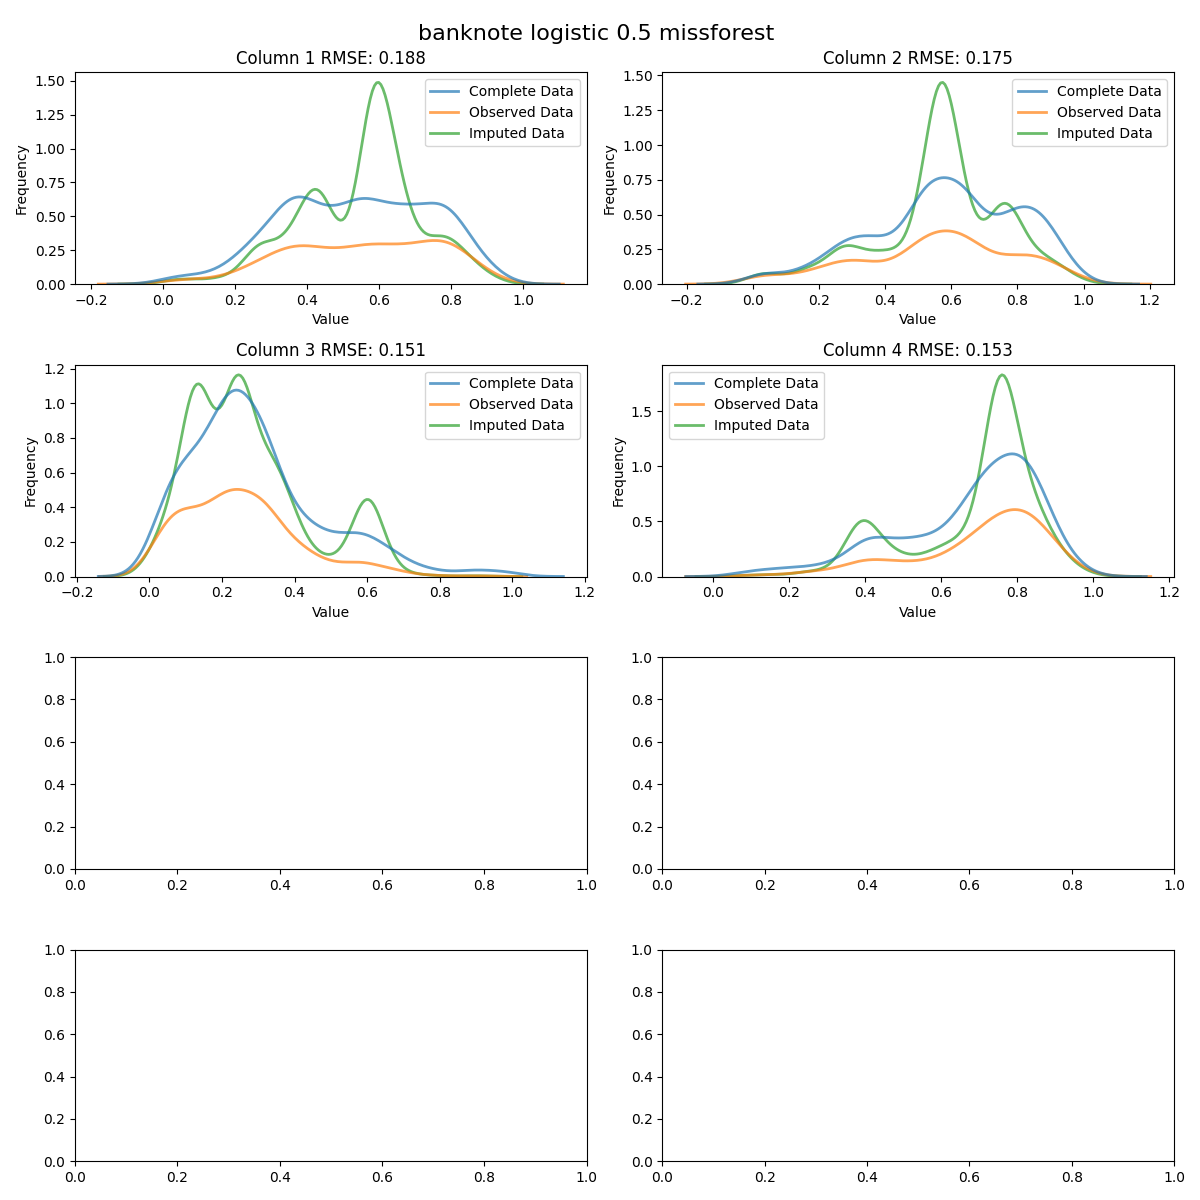 banknote logistic 0.5 missforest
Column 1 RMSE: 0.188
Frequency
1.50
1.25
1.00
0.75
0.50
0.25
0.00
Complete Data
Observed Data
Imputed Data
−0.2 0.0 0.2 0.4 0.6 0.8 1.0
Value
Column 2 RMSE: 0.175
Frequency
1.50
1.25
1.00
0.75
0.50
0.25
0.00
Complete Data
Observed Data
Imputed Data
−0.2 0.0 0.2 0.4 0.6 0.8 1.0 1.2
Value
Column 3 RMSE: 0.151
Frequency
1.2
1.0
0.8
0.6
0.4
0.2
0.0
Complete Data
Observed Data
Imputed Data
−0.2 0.0 0.2 0.4 0.6 0.8 1.0 1.2
Value
Column 4 RMSE: 0.153
Frequency
1.5
1.0
0.5
0.0
Complete Data
Observed Data
Imputed Data
0.0 0.2 0.4 0.6 0.8 1.0 1.2
Value
1.0
0.8
0.6
0.4
0.2
0.0
0.0 0.2 0.4 0.6 0.8 1.0
1.0
0.8
0.6
0.4
0.2
0.0
0.0 0.2 0.4 0.6 0.8 1.0
1.0
0.8
0.6
0.4
0.2
0.0
0.0 0.2 0.4 0.6 0.8 1.0
1.0
0.8
0.6
0.4
0.2
0.0
0.0 0.2 0.4 0.6 0.8 1.0